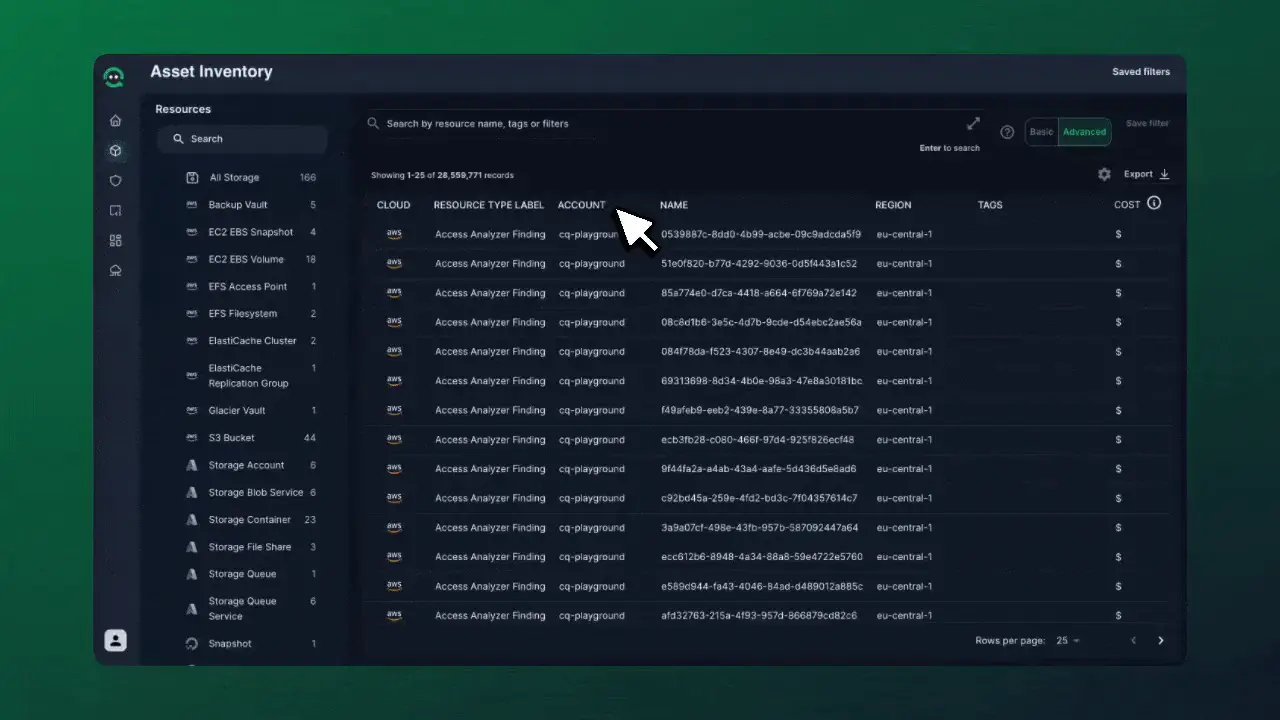 Asset Inventory
Saved filters
Resources
Search
All Storage 166
Backup Vault 5
EC2 EBS Snapshot 4
EC2 EBS Volume 18
EFS Access Point 1
EFS Filesystem 2
ElastiCache Cluster 2
ElastiCache
Replication Group 1
Glacier Vault 1
S3 Bucket 44
Storage Account 6
Storage Blob Service 6
Storage Container 23
Storage File Share 3
Storage Queue 1
Storage Queue
Service 6
Snapshot 1
Search by resource name, tags or filters
Enter to search
Basic Advanced
Save filter
Showing 1-25 of 28,559,771 records
Export
CLOUD RESOURCE TYPE LABEL ACCOUNT NAME REGION TAGS COST
aws Access Analyzer Finding 0539887c-8dd0-4b99-acbe-09c9adcda5f9 eu-central-1 $
aws Access Analyzer Finding cq-playground 51e0f820-b77d-4292-9036-0d5f443a1c52 eu-central-1 $
aws Access Analyzer Finding cq-playground 85a774e0-d7ca-4418-a664-6f769a72e142 eu-central-1 $
aws Access Analyzer Finding cq-playground 08c8d1b6-3e5c-4d7b-9cde-d54ebc2ae56a eu-central-1 $
aws Access Analyzer Finding cq-playground 084f78da-f523-4307-8e49-dc3b44aab2a6 eu-central-1 $
aws Access Analyzer Finding cq-playground 69313698-8d34-4b0e-98a3-47e8a30181bc eu-central-1 $
aws Access Analyzer Finding cq-playground f49afeb9-eeb2-439e-8a77-33355808a5b7 eu-central-1 $
aws Access Analyzer Finding cq-playground ecb3fb28-c080-466f-97d4-925f826ecf48 eu-central-1 $
aws Access Analyzer Finding cq-playground 9f44fa2a-a4ab-43a4-aafe-5d436d5e8ad6 eu-central-1 $
aws Access Analyzer Finding cq-playground c92bd45a-259e-4fd2-bd3c-7f04357614c7 eu-central-1 $
aws Access Analyzer Finding cq-playground 3a9a07cf-498e-43fb-957b-587092447a64 eu-central-1 $
aws Access Analyzer Finding cq-playground ecc612b6-8948-4a34-88a8-59e4722e5760 eu-central-1 $
aws Access Analyzer Finding cq-playground e589d944-fa43-4046-84ad-d489012a885c eu-central-1 $
aws Access Analyzer Finding cq-playground afd32763-215a-4f93-957d-866879cd82c6 eu-central-1 $
Rows per page: 25